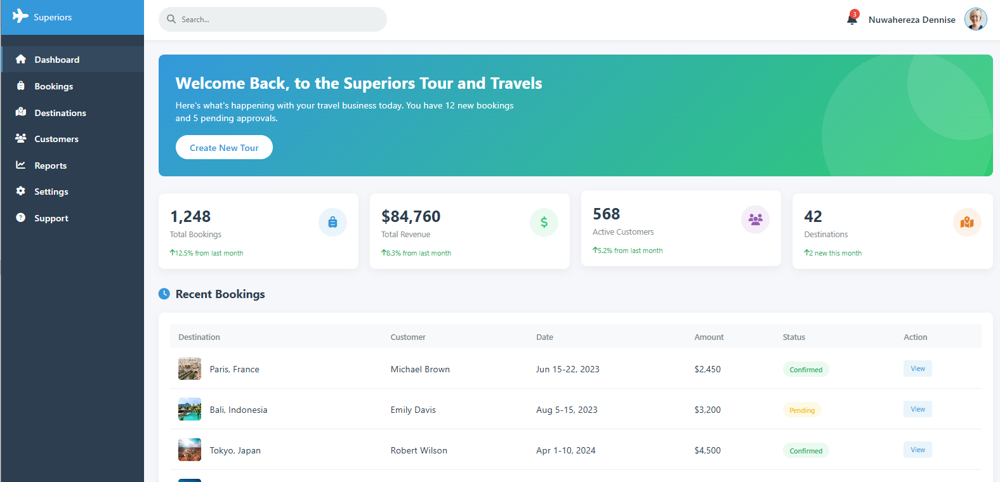 Superiors
Search...
3
Nuwahereza Dennise
Dashboard
Bookings
Destinations
Customers
Reports
Settings
Support
Welcome Back, to the Superiors Tour and Travels
Here's what's happening with your travel business today. You have 12 new bookings
and 5 pending approvals.
Create New Tour
1,248
Total Bookings
12.5% from last month
$84,760
Total Revenue
8.3% from last month
568
Active Customers
5.2% from last month
42
Destinations
2 new this month
Recent Bookings
Destination Customer Date Amount Status Action
Paris, France Michael Brown Jun 15-22, 2023 $2,450 Confirmed View
Bali, Indonesia Emily Davis Aug 5-15, 2023 $3,200 Pending View
Tokyo, Japan Robert Wilson Apr 1-10, 2024 $4,500 Confirmed View